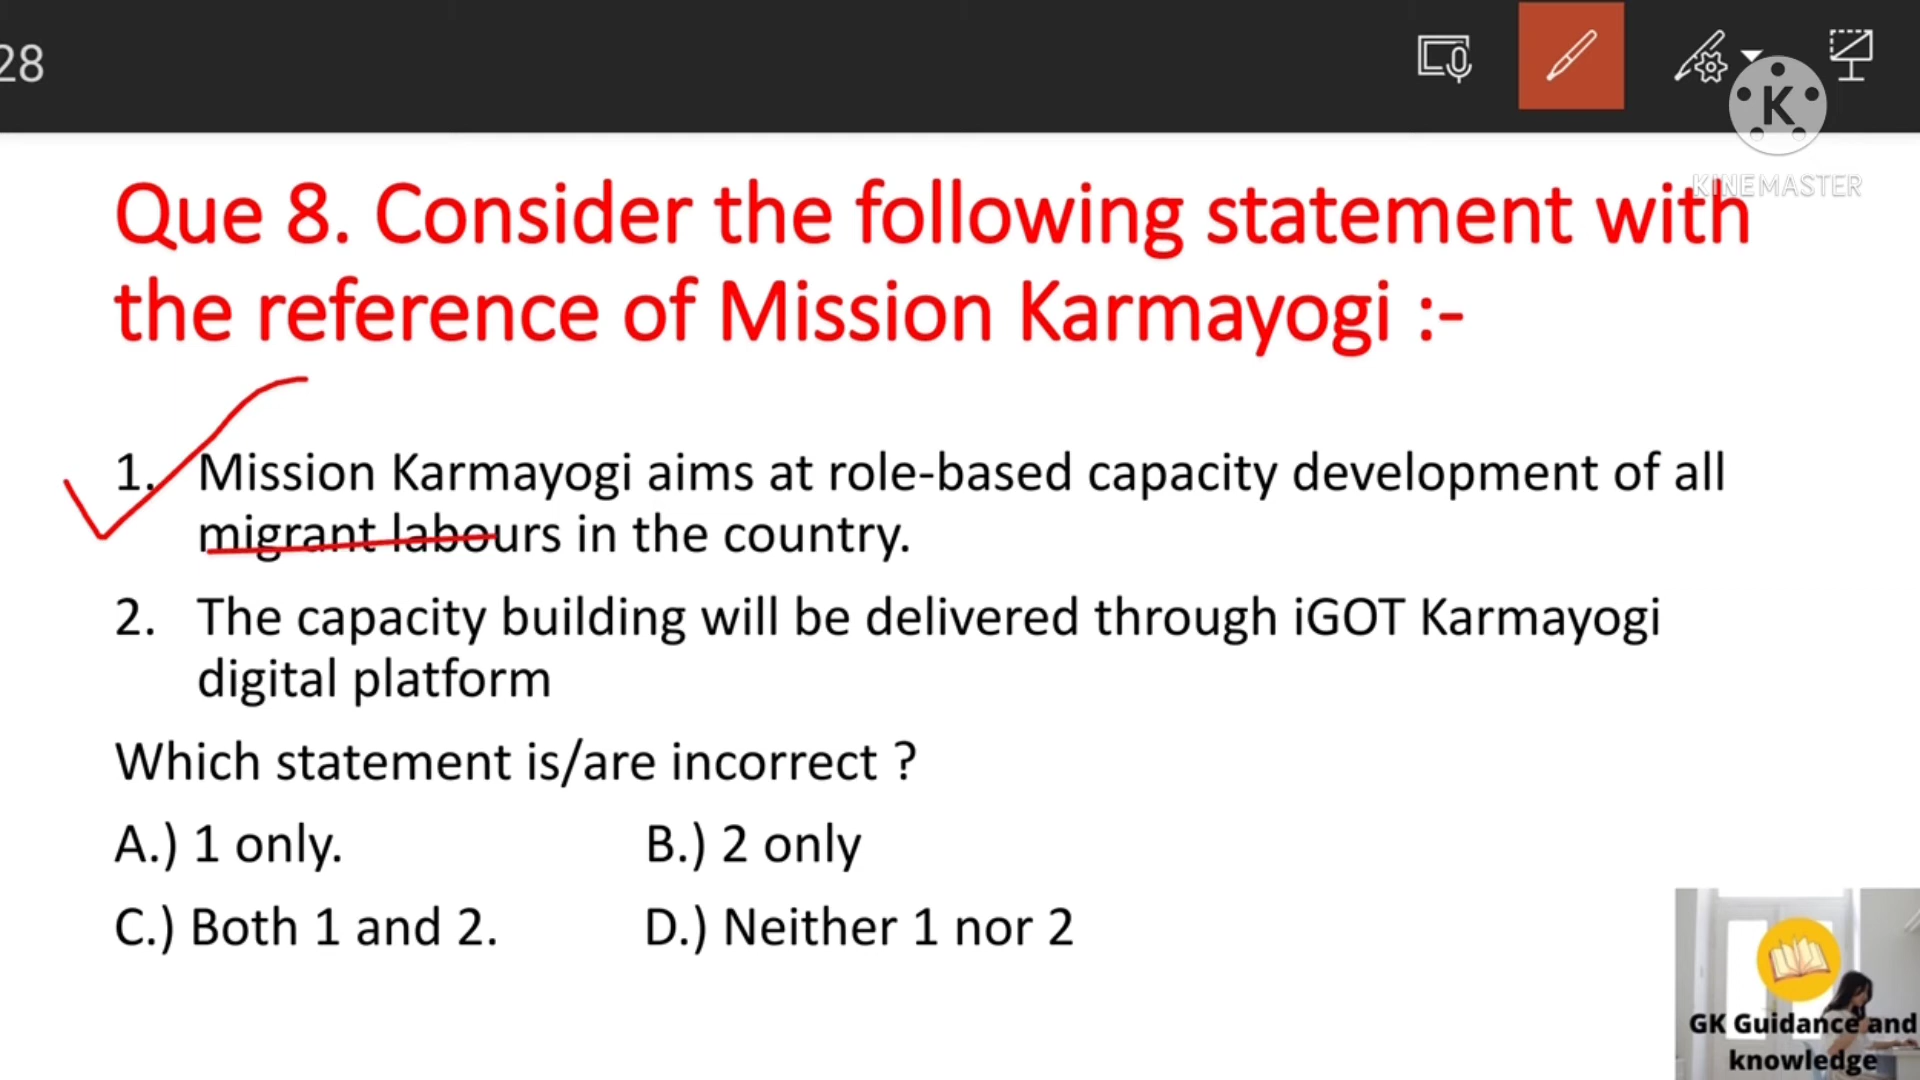 28
KINEMASTER
Que 8. Consider the following statement with
the reference of Mission Karmayogi :-
1. Mission Karmayogi aims at role-based capacity development of all
migrant labours in the country.
2. The capacity building will be delivered through iGOT Karmayogi
digital platform
Which statement is/are incorrect ?
A.) 1 only. B.) 2 only
C.) Both 1 and 2. D.) Neither 1 nor 2
GK Guidance and
knowledge